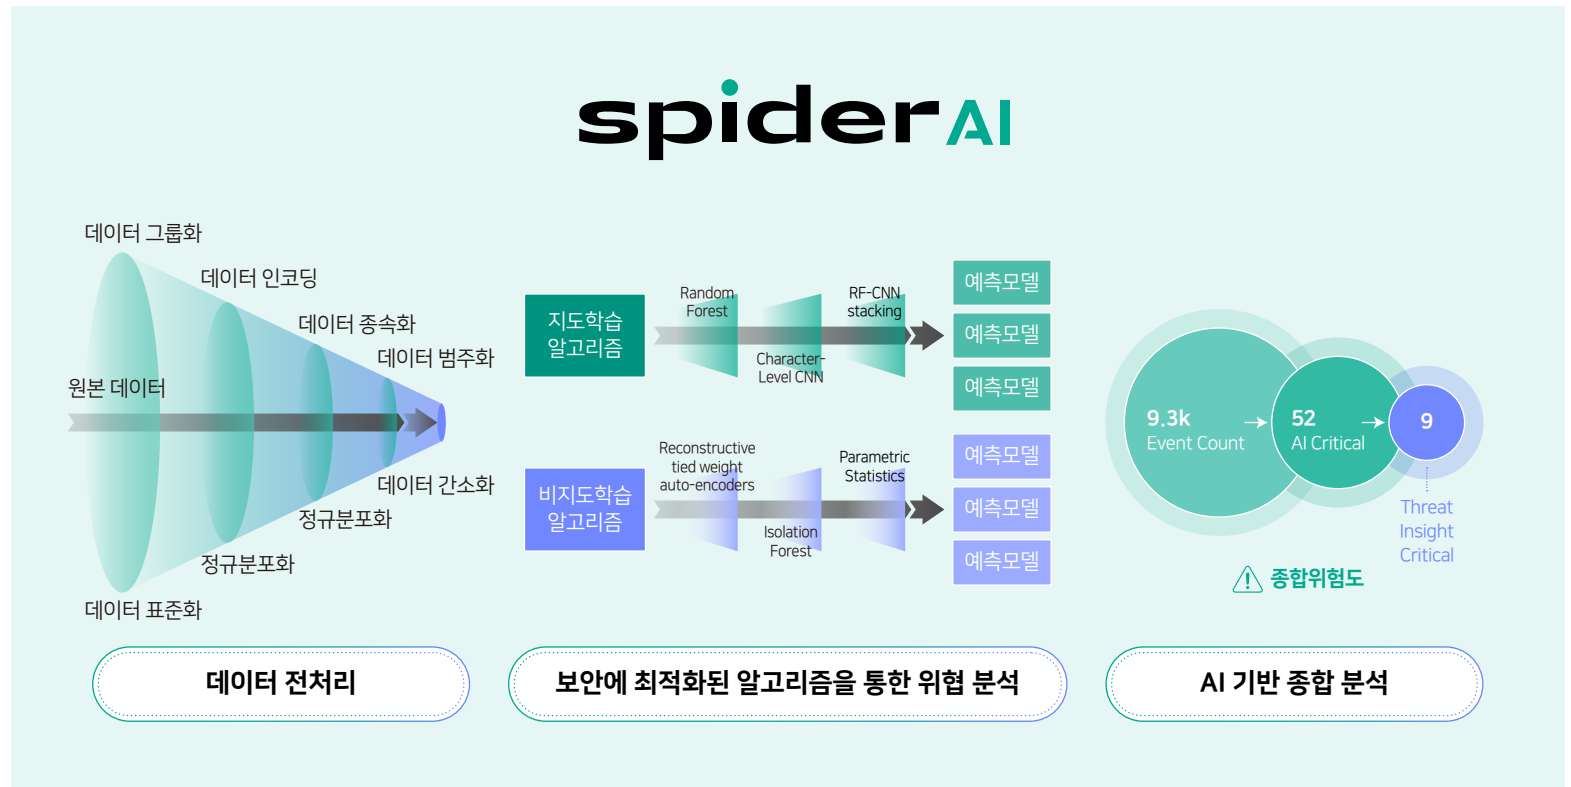 spider AI
데이터 그룹화
데이터 인코딩
데이터 종속화
데이터 범주화
원본 데이터
데이터 간소화
정규분포화
정규분포화
데이터 표준화
데이터 전처리
지도학습
알고리즘
Random
Forest
Character-
Level CNN
RF-CNN
stacking
예측모델
예측모델
예측모델
비지도학습
알고리즘
Reconstructive
tied weight
auto-encoders
Isolation
Forest
Parametric
Statistics
예측모델
예측모델
예측모델
보안에 최적화된 알고리즘을 통한 위협 분석
9.3k
Event Count
52
AI Critical
9
Threat
Insight
Critical
종합위험도
AI 기반 종합 분석